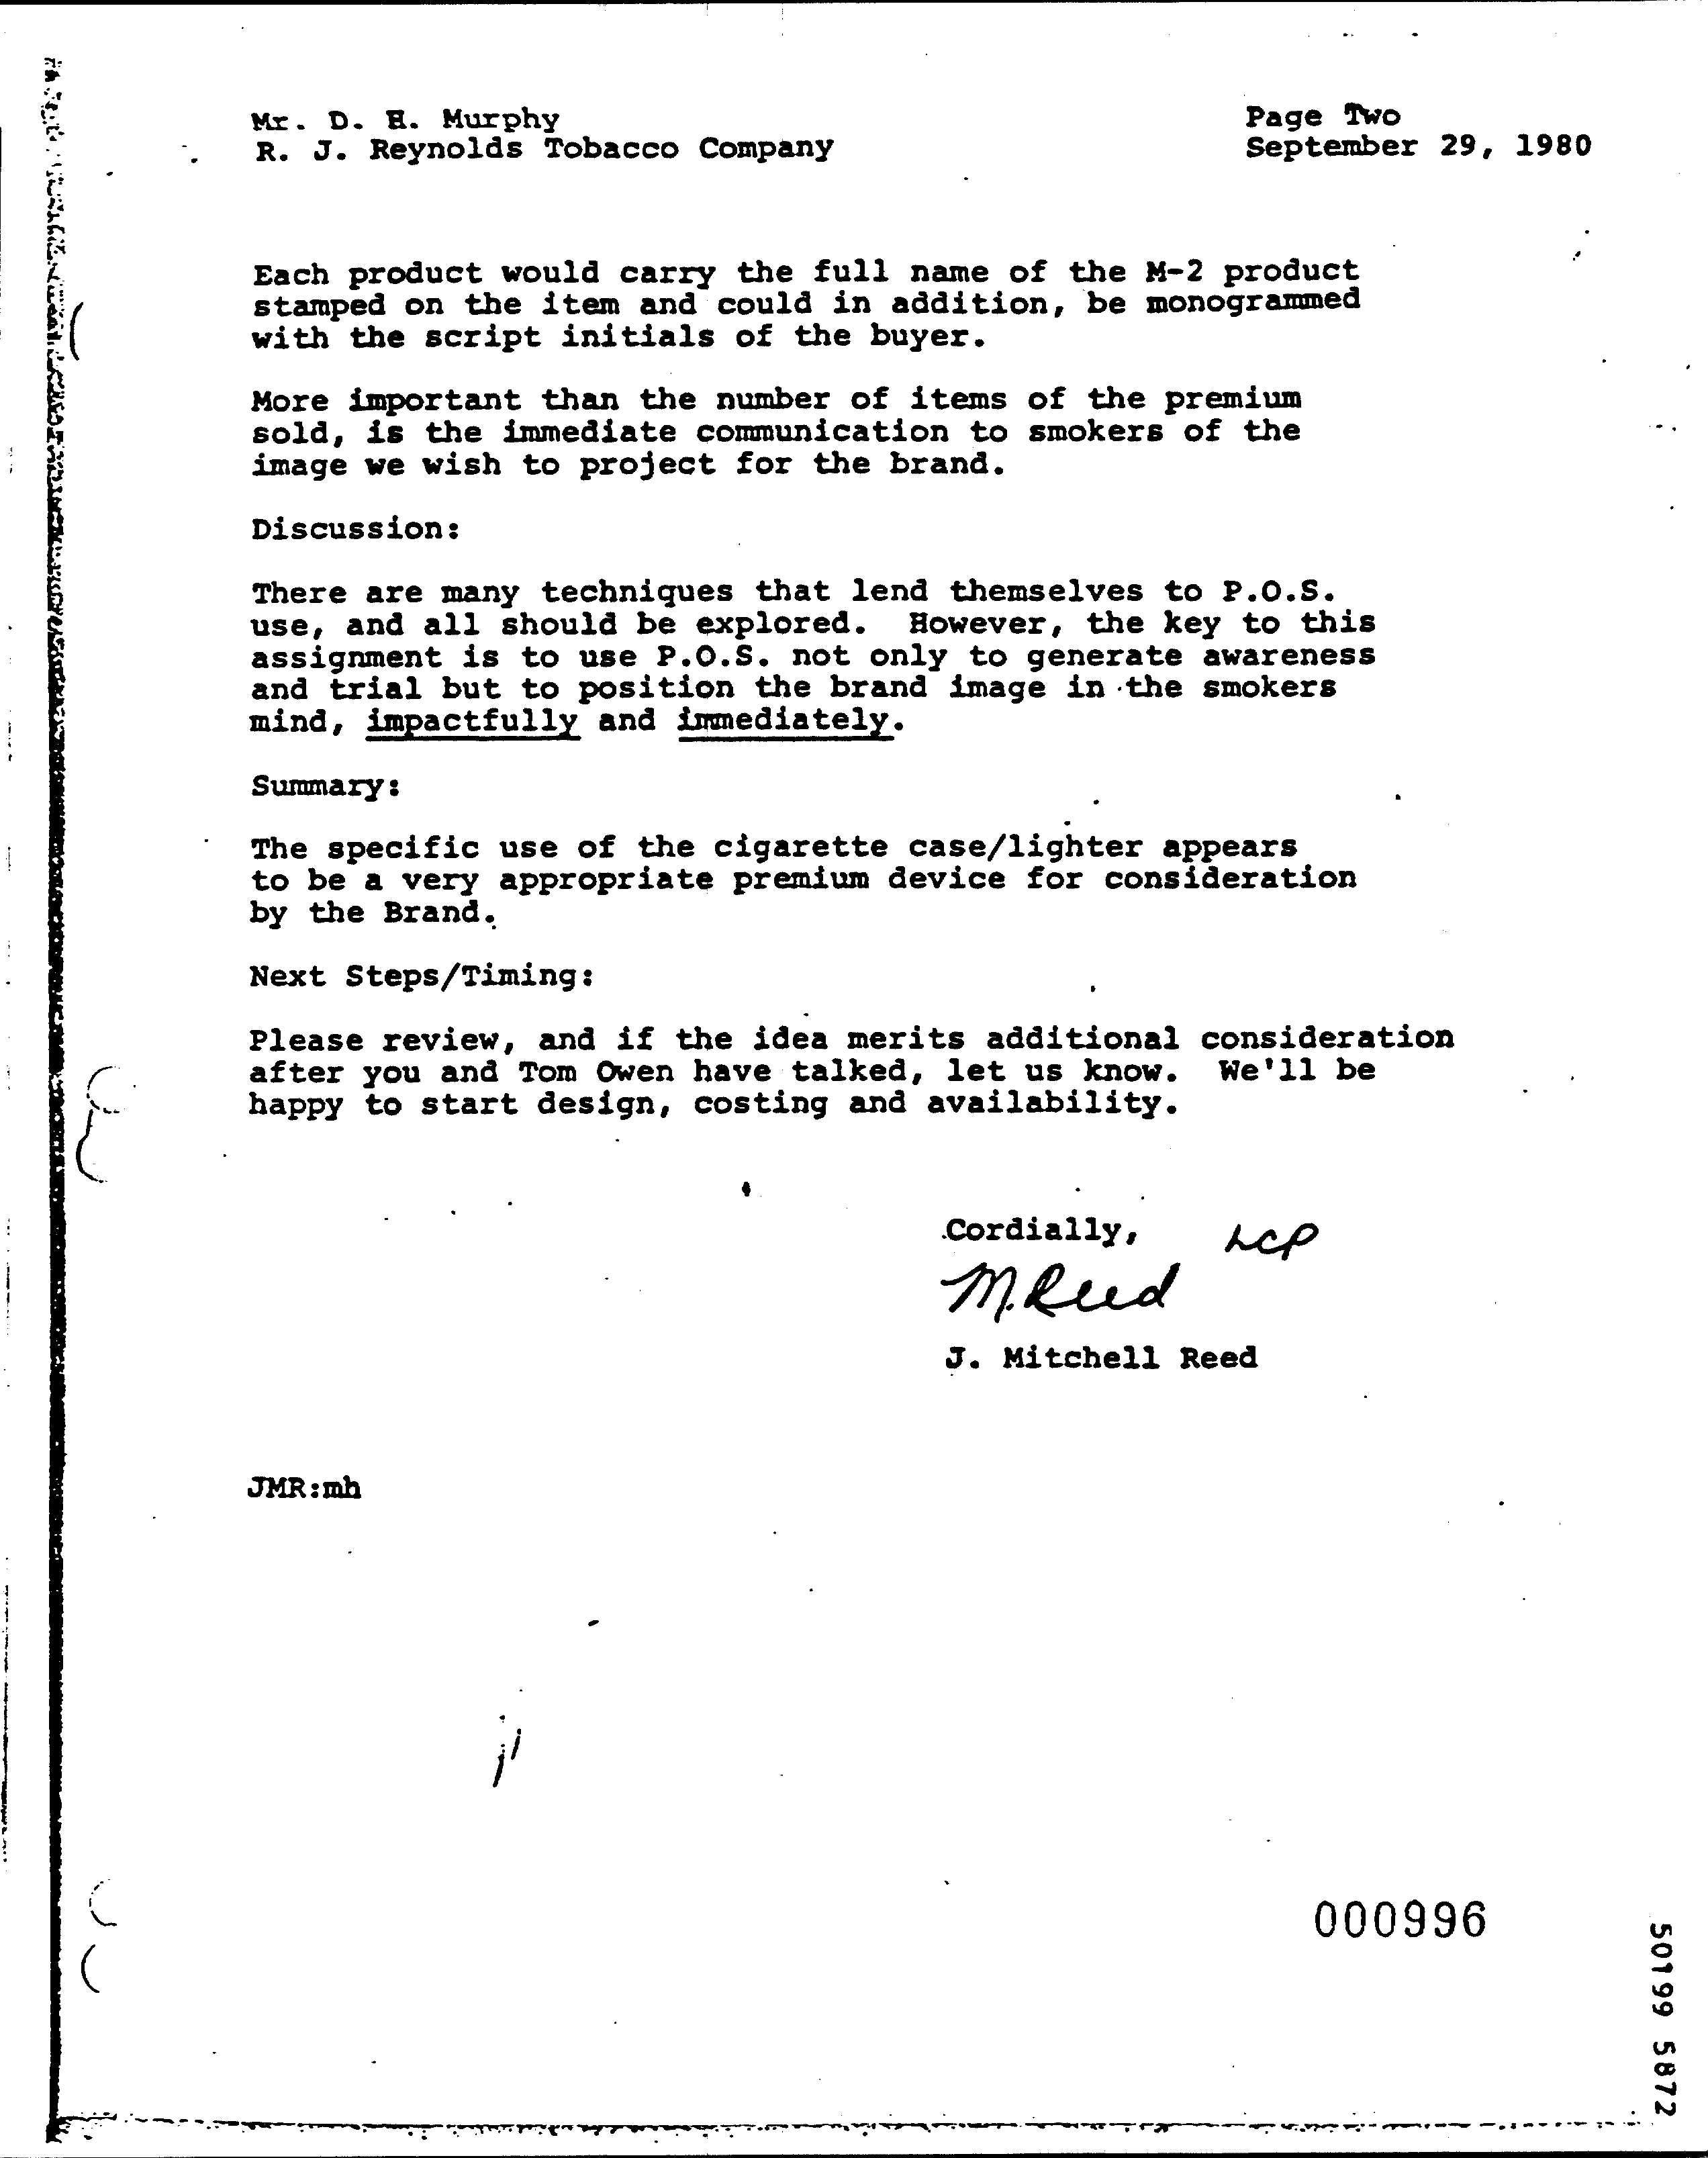 Mr. D. H. Murphy
R. J. Reynolds Tobacco Company
Page Two
September 29, 1980
Each product would carry the full name of the M-2 product
stamped on the item and could in addition, be monogrammed
with the script initials of the buyer.
More important than the number of items of the premium
sold, is the immediate communication to smokers of the
image we wish to project for the brand.
Discussion:
There are many techniques that lend themselves to P.O.S.
use, and all should be explored.  However, the key to this
assignment is to use P.O.S. not only to generate awareness
and trial but to position the brand image in the smokers
mind, impactfully and immediately.
Summary:
The specific use of the cigarette case/lighter appears
to be a very appropriate premium device for consideration
by the Brand.
Next Steps/Timing:
Please review, and if the idea merits additional consideration
after you and Tom Owen have talked, let us know.  We'll be
happy to start design, costing and availability.
Cordially,
M. Reed
J. Mitchell Reed
JMR:mh
000996
50199 5872